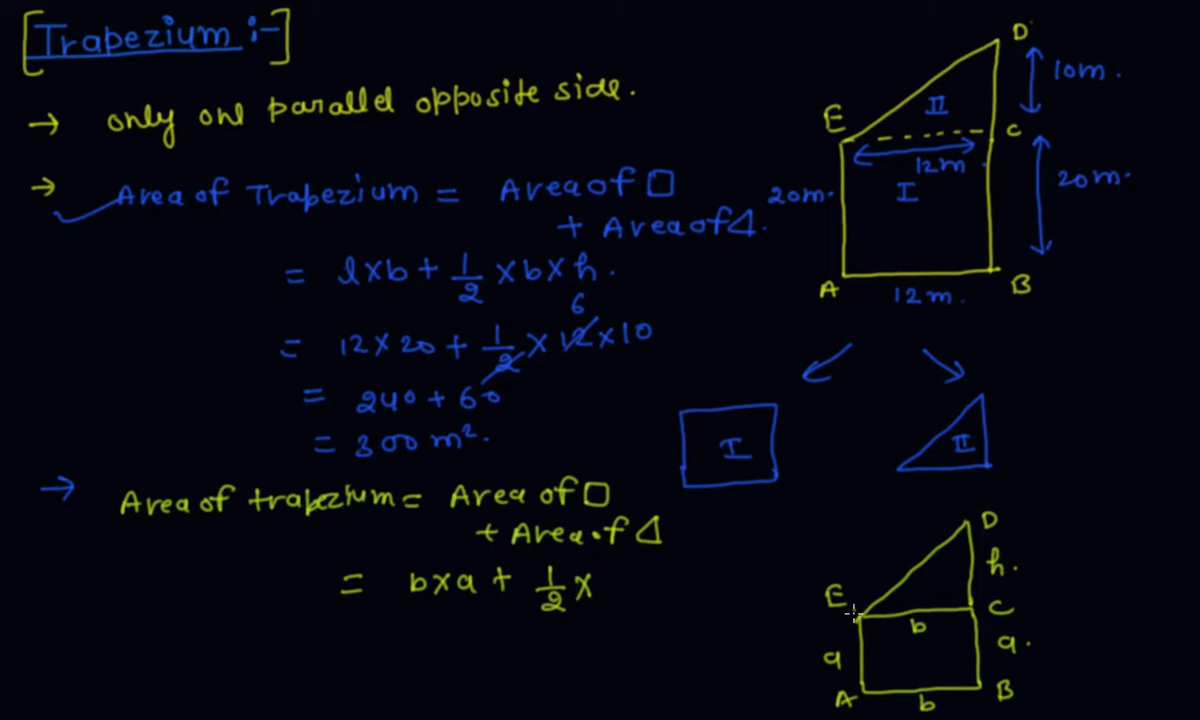 [Trapezium :-]
→ only one parallel opposite side.
→ Area of Trapezium = Area of □
+ Area of △.
= l×b + 1/2 × b × h.
6
= 12 × 20 + 1/2 × 12 × 10
= 240 + 60
= 300 m².
→ Area of trapezium = Area of □
+ Area of △
= b×a + 1/2 ×
D
10m.
II
E
C
12m
20m.
I
20m.
A
12m.
B
I
II
D
h.
E
C
b
a
a.
A
b
B